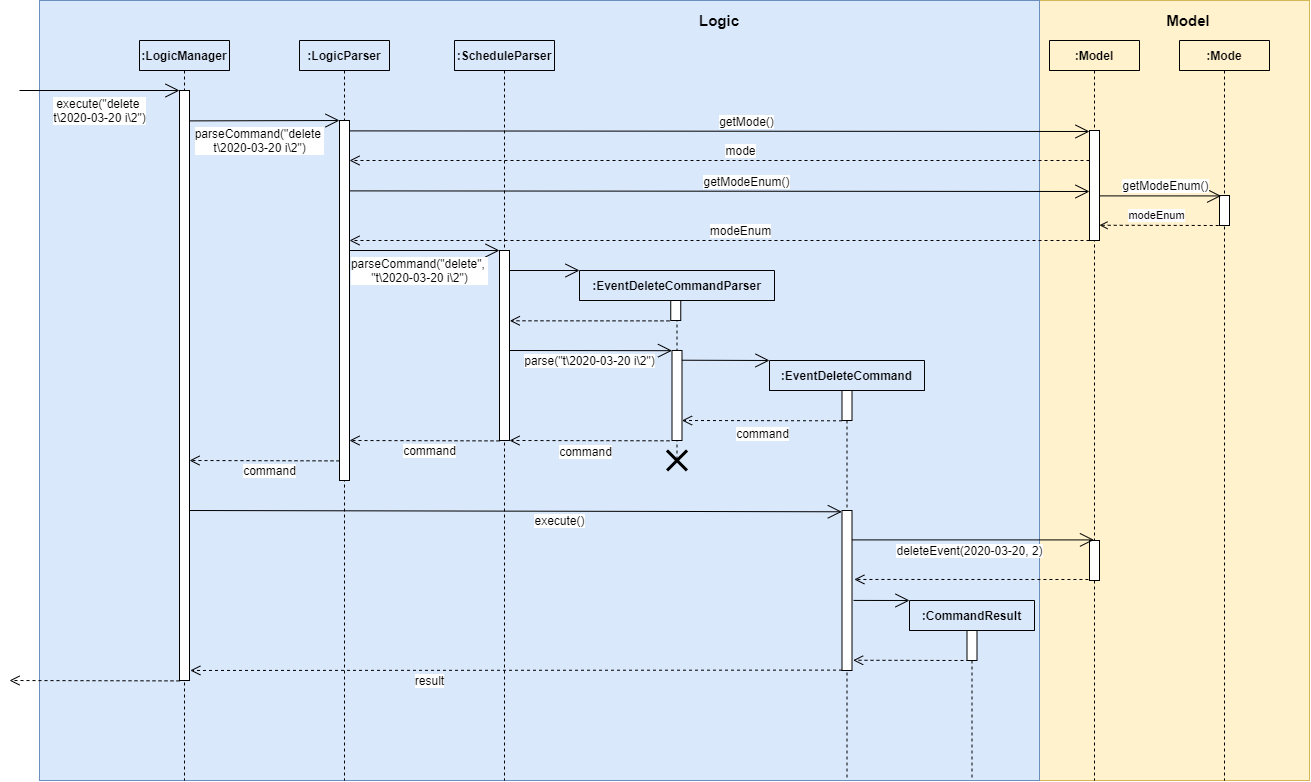 Logic
Model
:LogicManager
:LogicParser
:ScheduleParser
:Model
:Mode
execute("delete
t\2020-03-20 i\2")
parseCommand("delete
t\2020-03-20 i\2")
getMode()
mode
getModeEnum()
getModeEnum()
modeEnum
modeEnum
parseCommand("delete",
"t\2020-03-20 i\2")
:EventDeleteCommandParser
parse("t\2020-03-20 i\2")
:EventDeleteCommand
command
command
command
command
execute()
deleteEvent(2020-03-20, 2)
:CommandResult
result